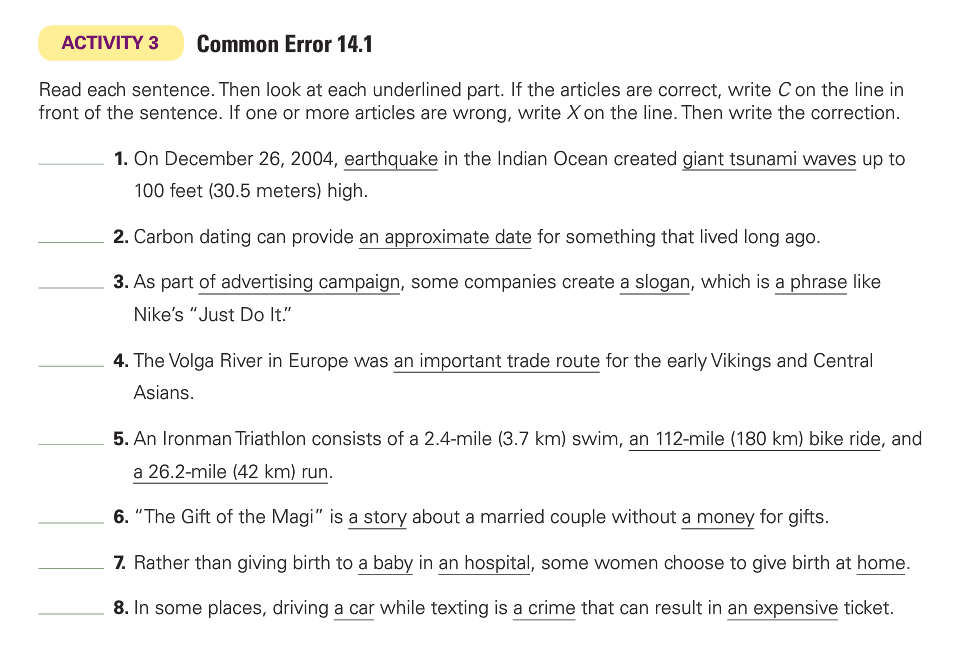 ACTIVITY 3 Common Error 14.1
Read each sentence. Then look at each underlined part. If the articles are correct, write C on the line in
front of the sentence. If one or more articles are wrong, write X on the line. Then write the correction.
1. On December 26, 2004, earthquake in the Indian Ocean created giant tsunami waves up to
100 feet (30.5 meters) high.
2. Carbon dating can provide an approximate date for something that lived long ago.
3. As part of advertising campaign, some companies create a slogan, which is a phrase like
Nike’s “Just Do It.”
4. The Volga River in Europe was an important trade route for the early Vikings and Central
Asians.
5. An Ironman Triathlon consists of a 2.4-mile (3.7 km) swim, an 112-mile (180 km) bike ride, and
a 26.2-mile (42 km) run.
6. “The Gift of the Magi” is a story about a married couple without a money for gifts.
7. Rather than giving birth to a baby in an hospital, some women choose to give birth at home.
8. In some places, driving a car while texting is a crime that can result in an expensive ticket.